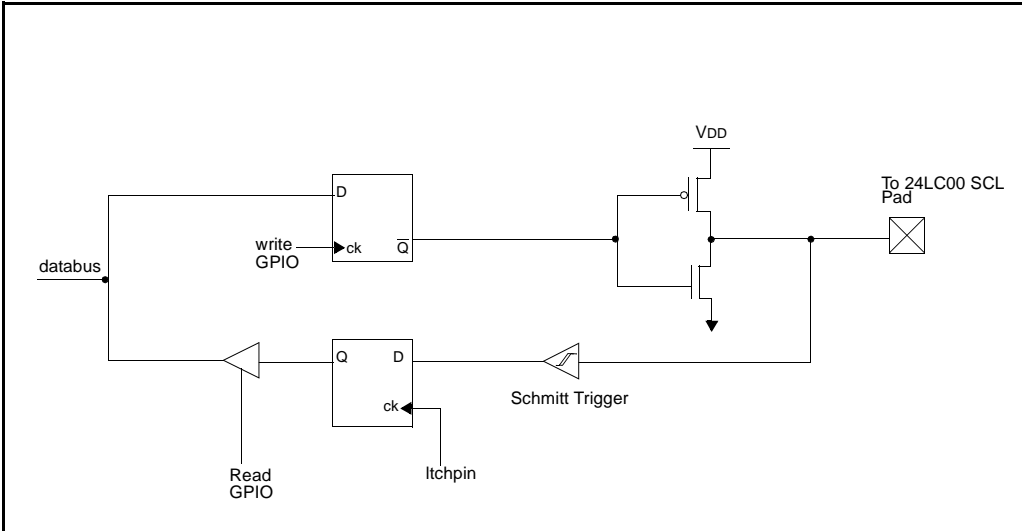 VDD
To 24LC00 SCL
Pad
D
write
GPIO
ck
Q
databus
Q
D
Schmitt Trigger
ck
Read
GPIO
ltchpin